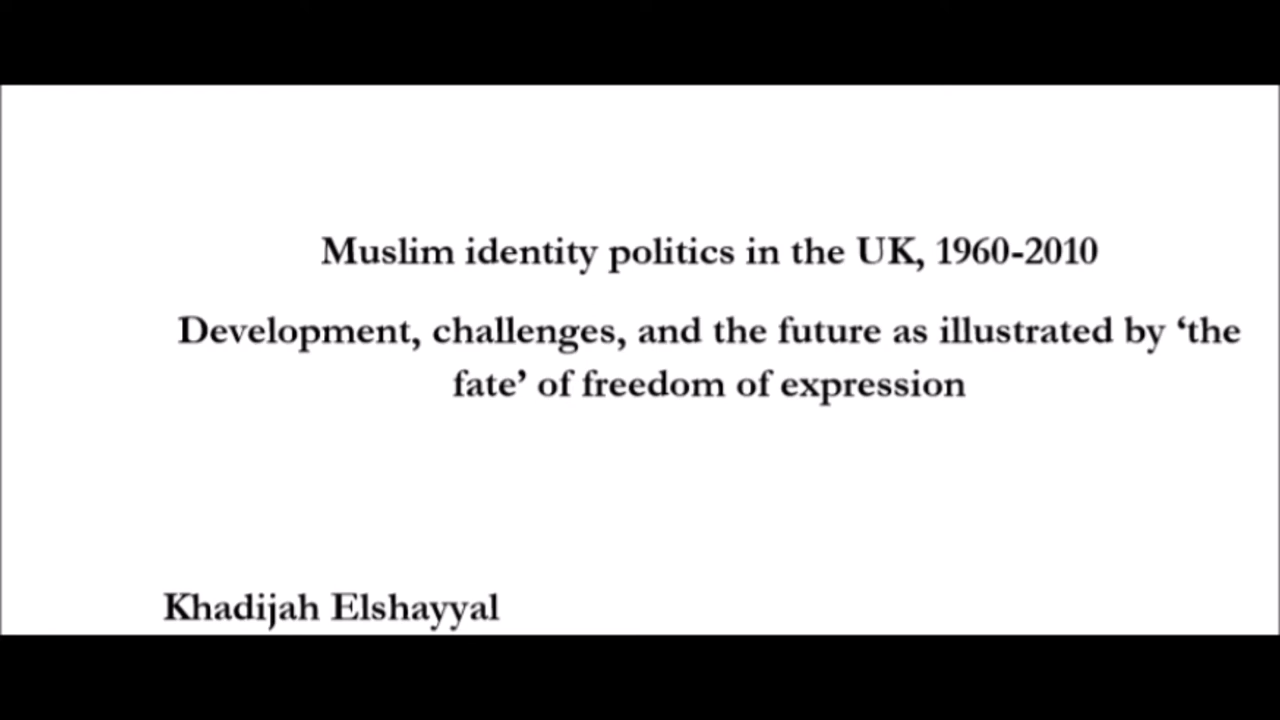 Muslim identity politics in the UK, 1960-2010
Development, challenges, and the future as illustrated by ‘the
fate’ of freedom of expression
Khadijah Elshayyal